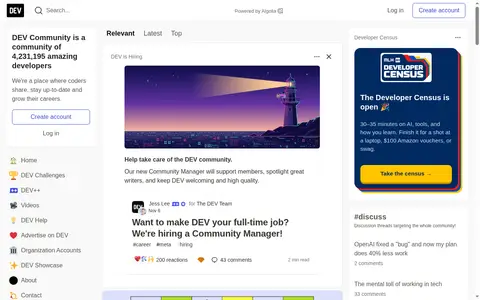 DEV
Search...
Powered by Algolia
Log in
Create account
DEV Community is a
community of
4,231,195 amazing
developers
We're a place where coders
share, stay up-to-date and
grow their careers.
Create account
Log in
Home
DEV Challenges
DEV++
Videos
DEV Help
Advertise on DEV
Organization Accounts
DEV Showcase
About
Contact
Relevant
Latest
Top
DEV is Hiring
Help take care of the DEV community.
Our new Community Manager will support members, spotlight great
writers, and keep DEV welcoming and high quality.
Jess Lee
for The DEV Team
Want to make DEV your full-time job?
We're hiring a Community Manager!
#career #meta hiring
200 reactions
43 comments
2 min read
Developer Census
MLH
DEVELOPER
CENSUS
The Developer Census is
open
30–35 minutes on AI, tools, and
how you learn. Finish it for a shot at
a laptop, $100 Amazon vouchers, or
swag.
Take the census →
#discuss
Discussion threads targeting the whole community!
OpenAI fixed a "bug" and now my plan
does 40% less work
2 comments
The mental toll of working in tech
33 comments